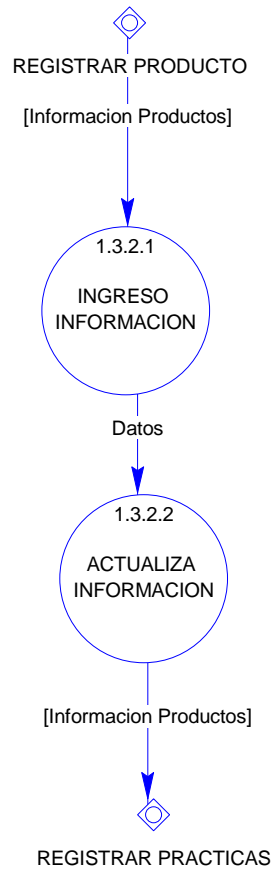 REGISTRAR PRODUCTO
[Informacion Productos]
1.3.2.1
INGRESO
INFORMACION
Datos
1.3.2.2
ACTUALIZA
INFORMACION
[Informacion Productos]
REGISTRAR PRACTICAS